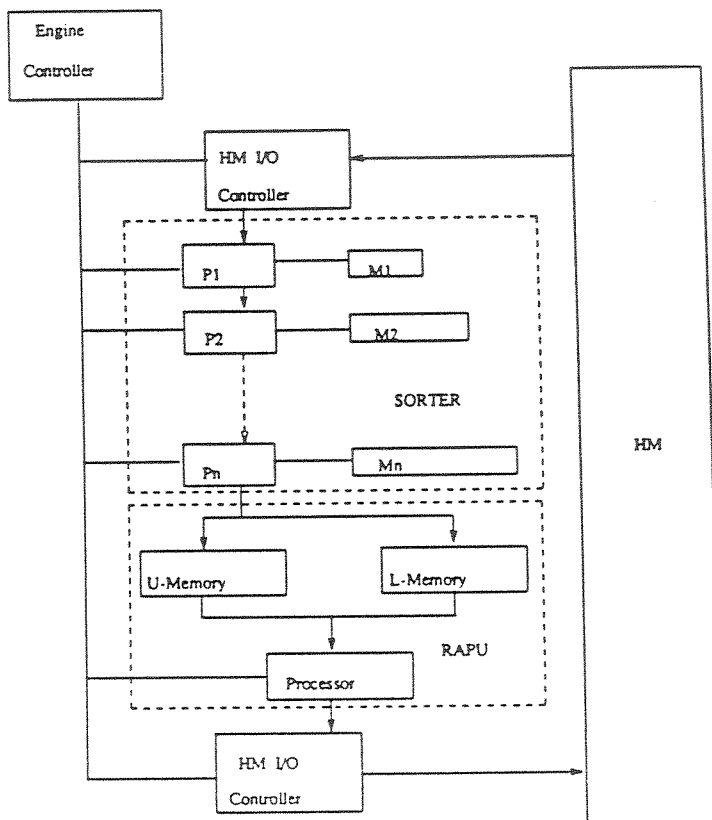 Engine
Controller
HM I/O
Controller
P1
M1
P2
M2
SORTER
HM
Pn
Mn
U-Memory
L-Memory
RAPU
Processor
HM I/O
Controller